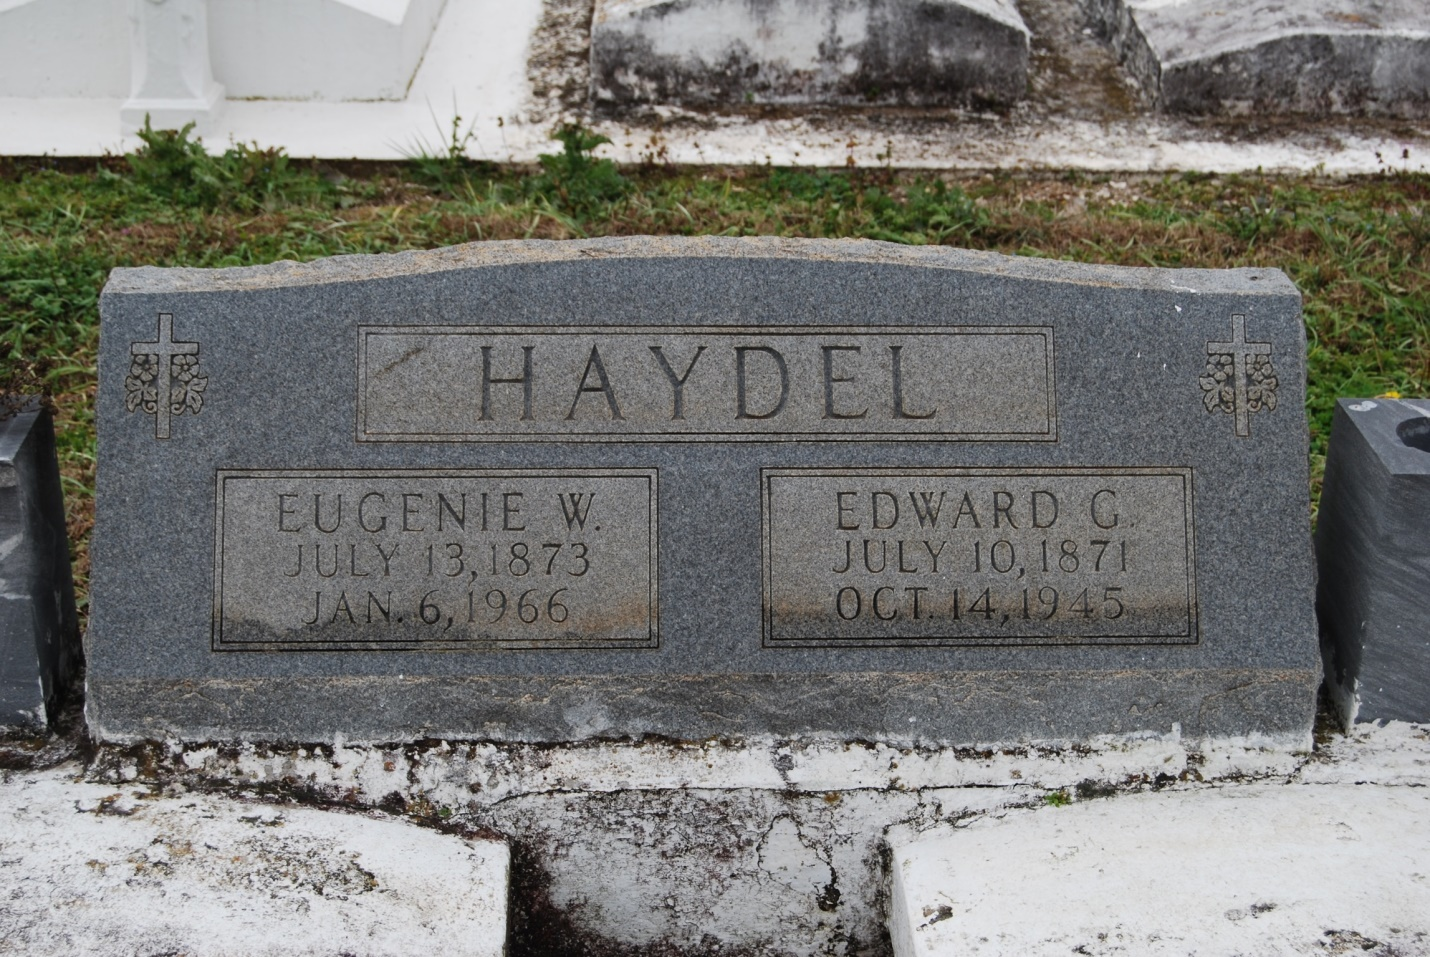 HAYDEL
EUGENIE W.
JULY 13, 1873
JAN. 6, 1966
EDWARD G.
JULY 10, 1871
OCT. 14, 1945